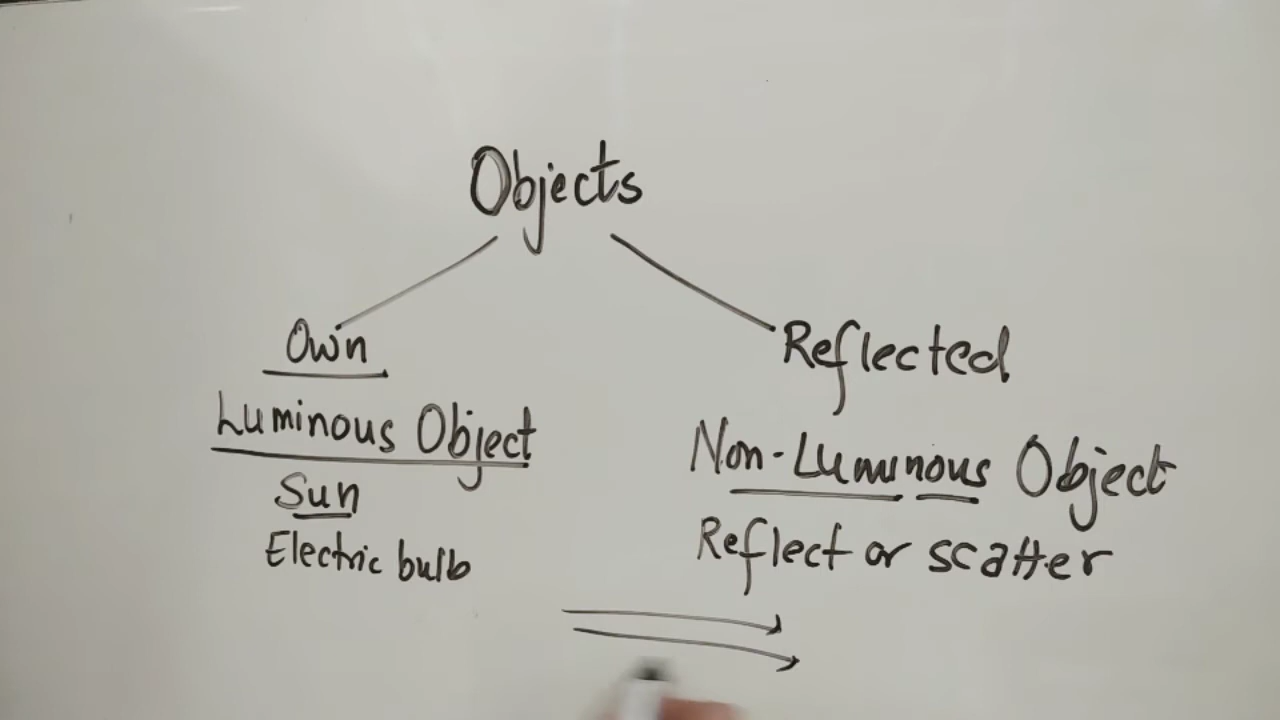 Objects
Own
Reflected
Luminous Object
Non-Luminous Object
Sun
Reflect or scatter
Electric bulb